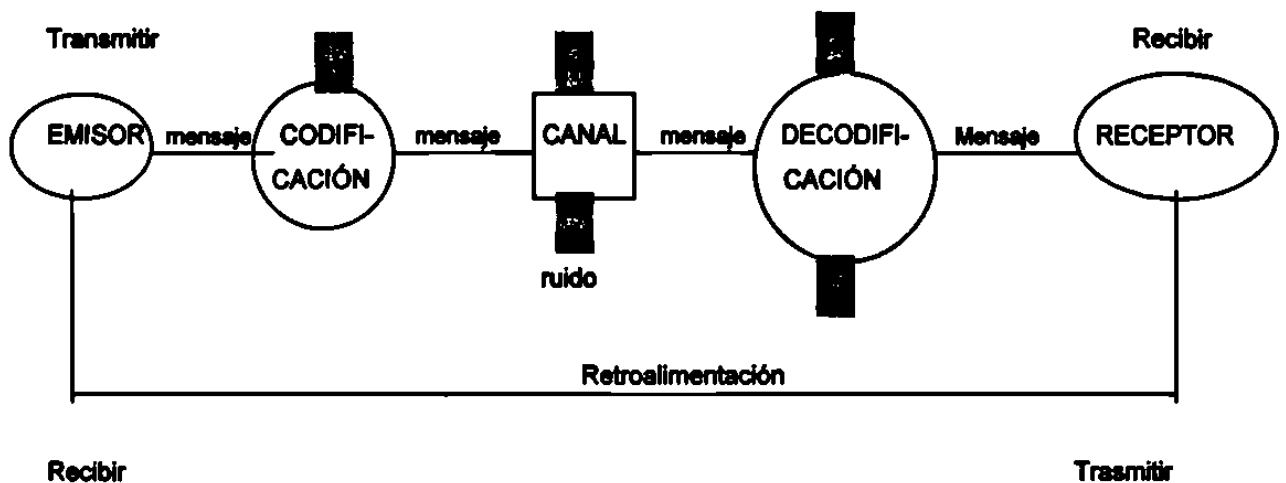 Transmitir
Recibir
EMISOR
mensaje
CODIFI-
CACIÓN
mensaje
CANAL
mensaje
DECODIFI-
CACIÓN
Mensaje
RECEPTOR
ruido
Retroalimentación
Recibir
Trasmitir